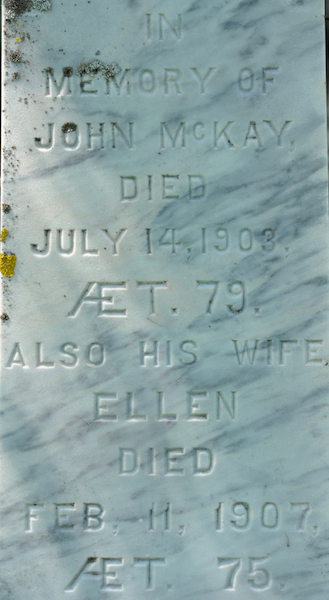 IN
MEMORY OF
JOHN McKAY,
DIED
JULY 14, 1903.
ÆT. 79.
ALSO HIS WIFE
ELLEN
DIED
FEB, 11, 1907,
ÆT. 75.